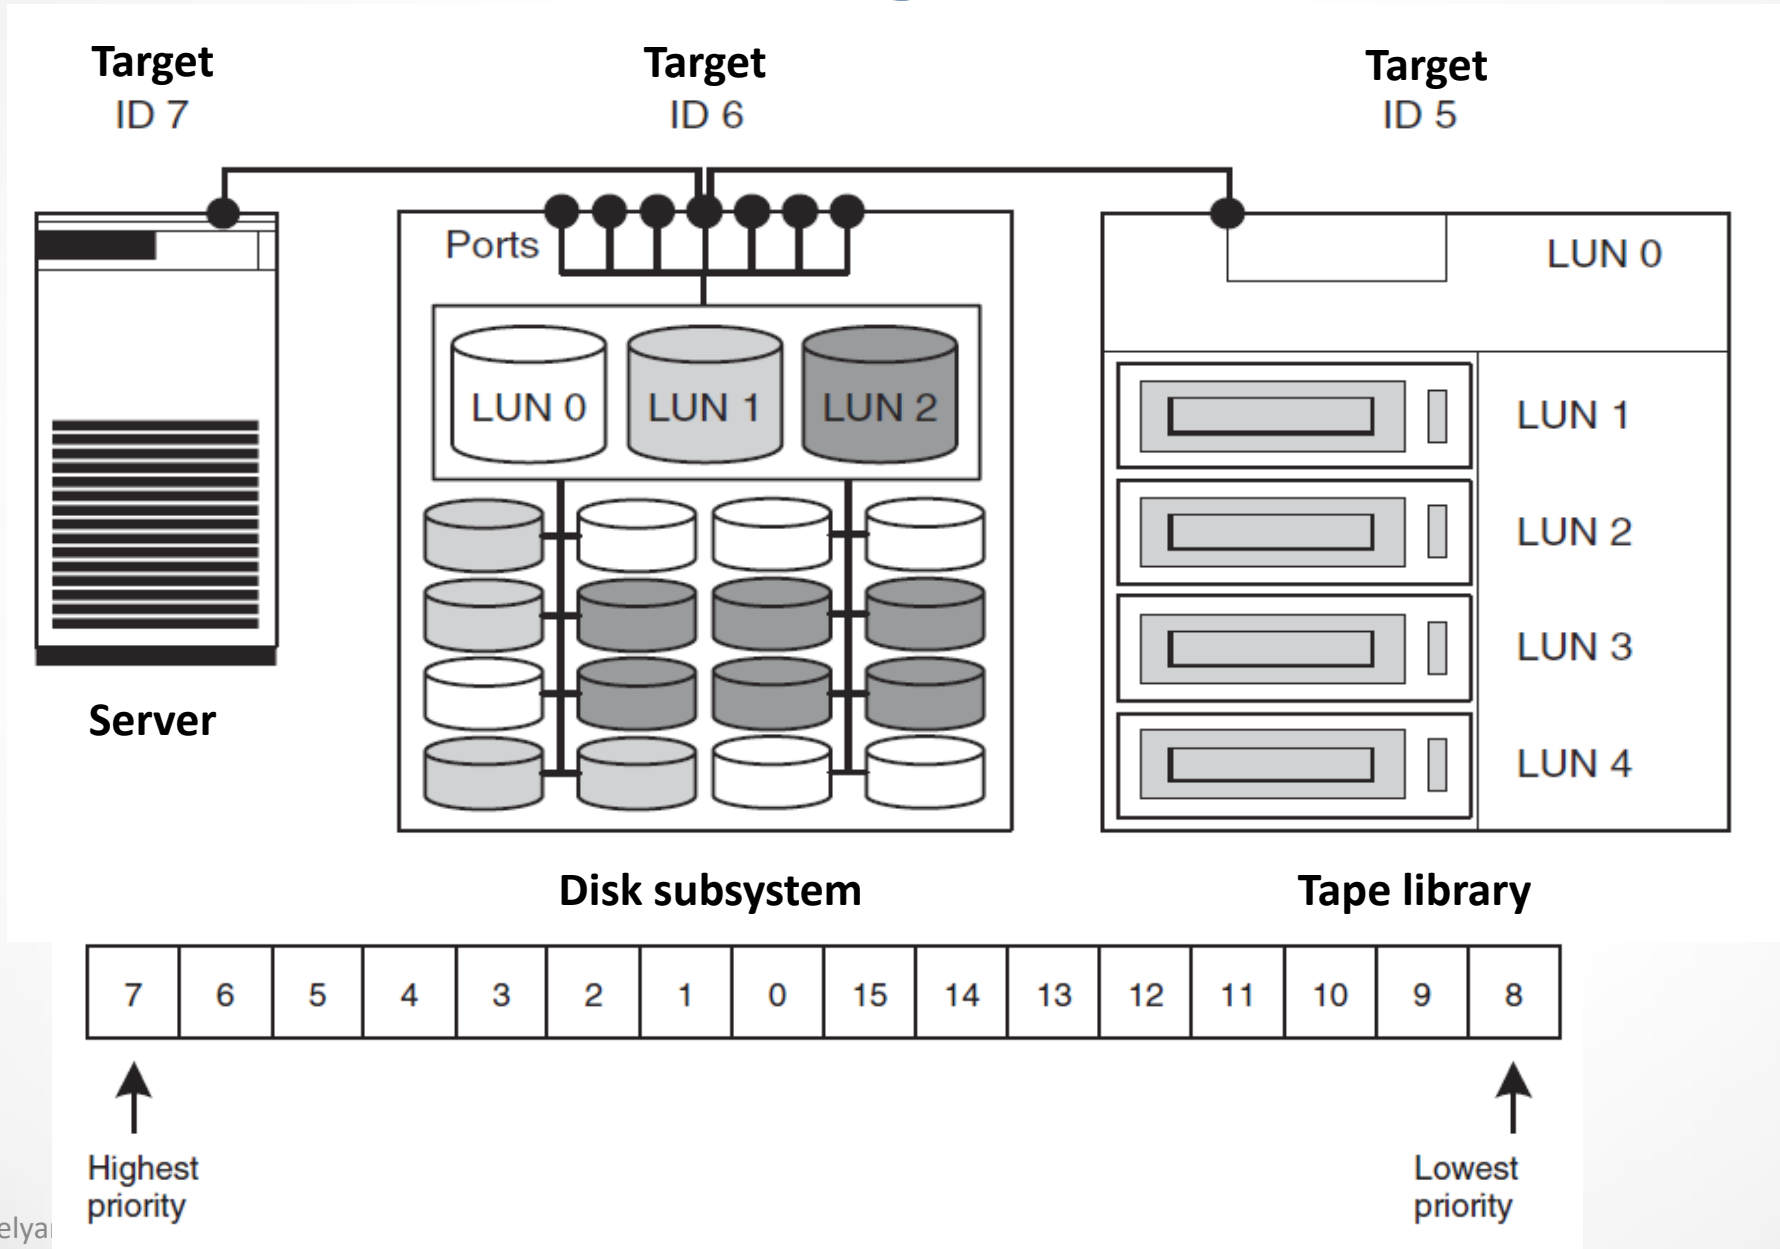 Target
ID 7
Target
ID 6
Target
ID 5
Ports
LUN 0
LUN 1
LUN 2
LUN 0
LUN 1
LUN 2
LUN 3
LUN 4
Server
Disk subsystem
Tape library
7 6 5 4 3 2 1 0 15 14 13 12 11 10 9 8
Highest
priority
Lowest
priority